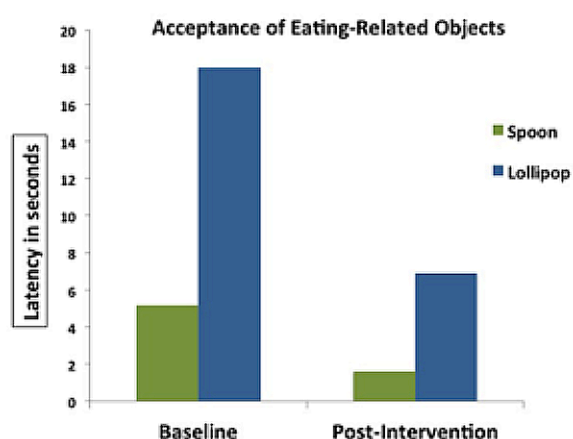 Acceptance of Eating-Related Objects
20
18
16
14
12
10
8
6
4
2
0
Latency in seconds
Spoon
Lollipop
Baseline
Post-Intervention